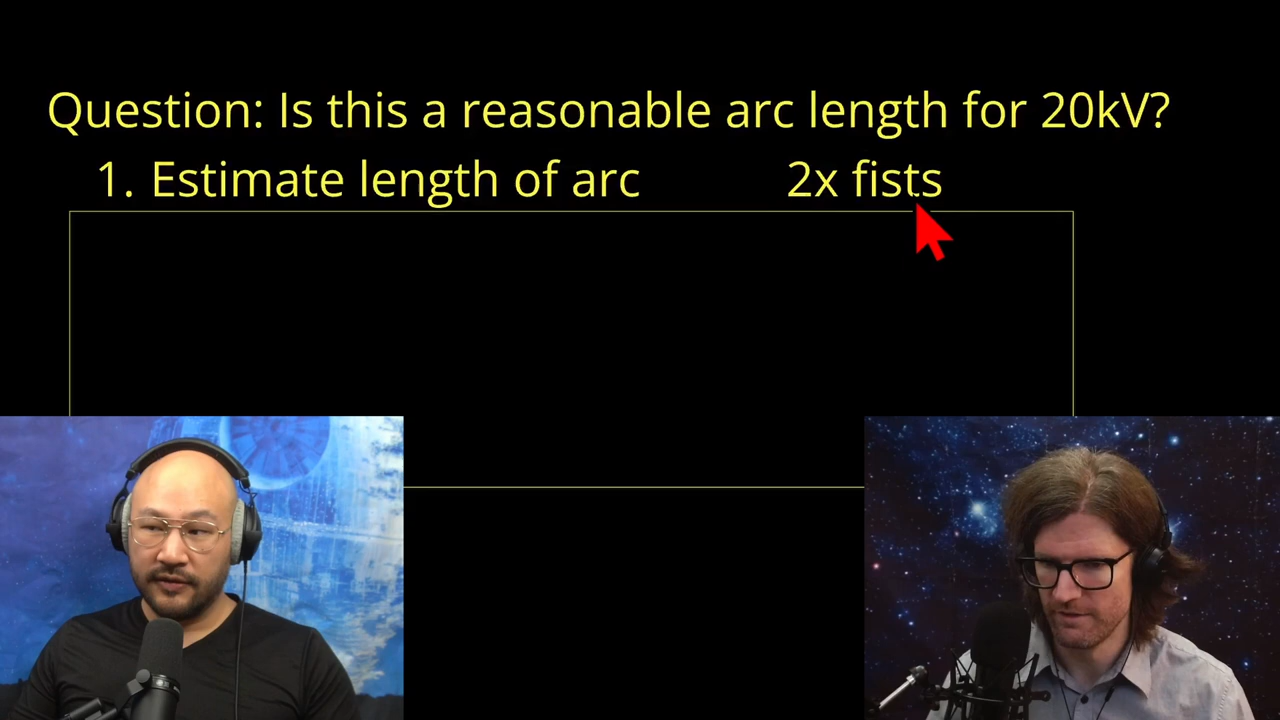 Question: Is this a reasonable arc length for 20kV?
1. Estimate length of arc 2x fists